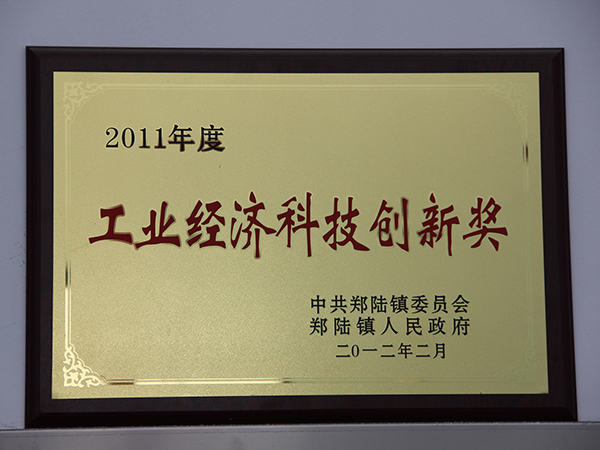 2011年度
工业经济科技创新奖
中共郑陆镇委员会
郑陆镇人民政府
二0一二年二月